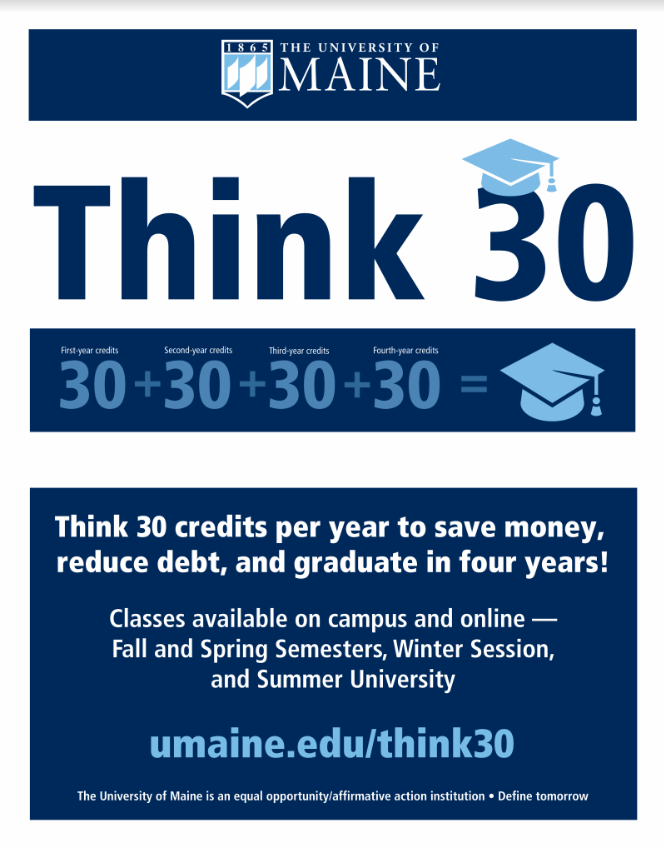 1865 THE UNIVERSITY OF
MAINE
Think 30
First-year credits Second-year credits Third-year credits Fourth-year credits
30+30+30+30 =
Think 30 credits per year to save money,
reduce debt, and graduate in four years!
Classes available on campus and online —
Fall and Spring Semesters, Winter Session,
and Summer University
umaine.edu/think30
The University of Maine is an equal opportunity/affirmative action institution • Define tomorrow